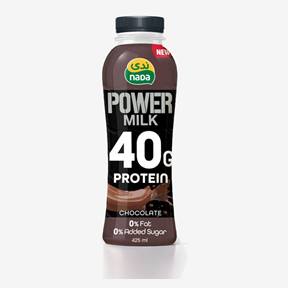 NEW
ندى
nada
POWER
MILK
40G
PROTEIN
CHOCOLATE
0% Fat
0% Added Sugar
425 ml